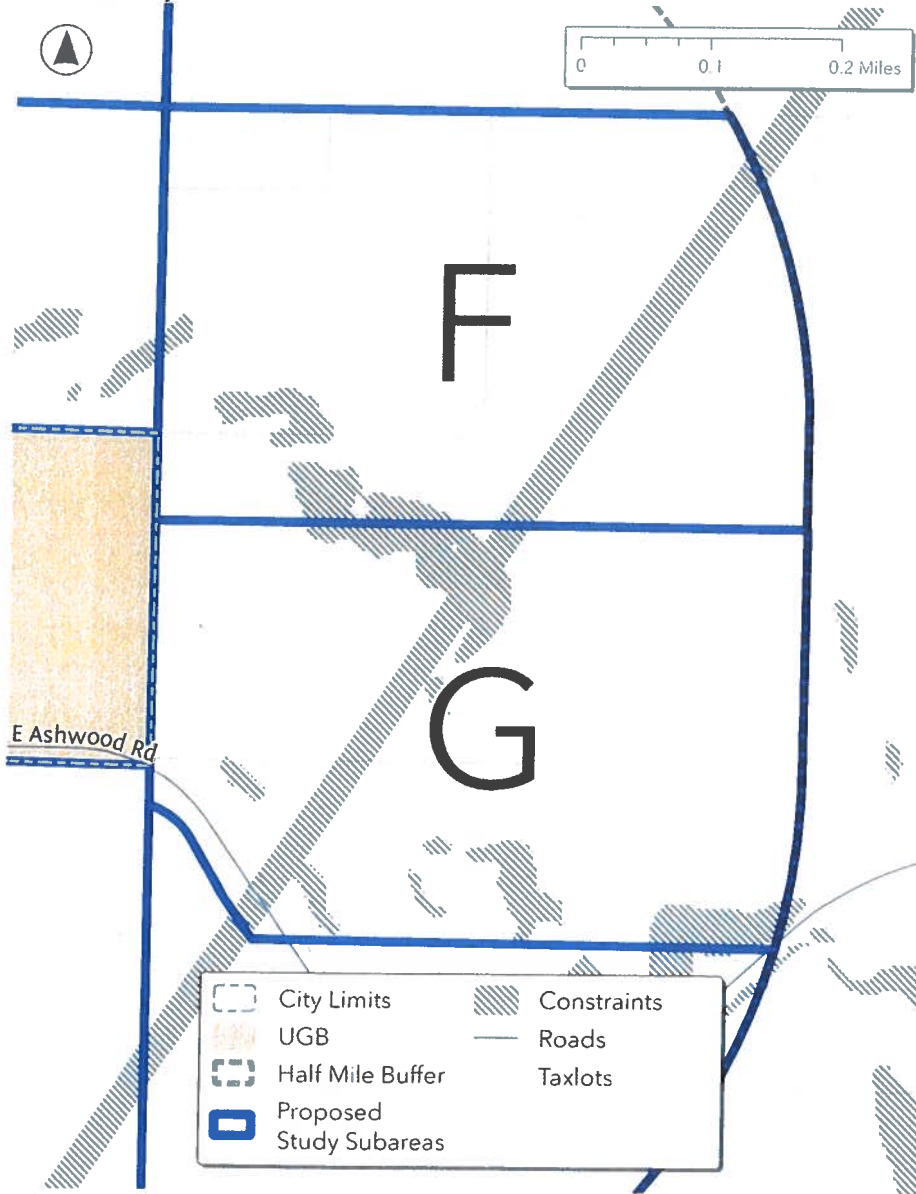 0 0.1 0.2 Miles
F
G
E Ashwood Rd
City Limits
UGB
Half Mile Buffer
Proposed
Study Subareas
Constraints
Roads
Taxlots